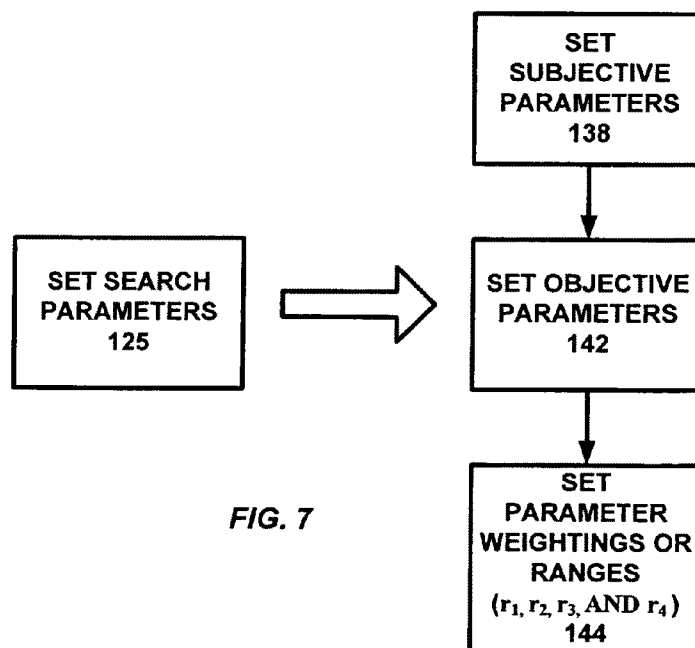 SET
SUBJECTIVE
PARAMETERS
138
SET SEARCH
PARAMETERS
125
SET OBJECTIVE
PARAMETERS
142
FIG. 7
SET
PARAMETER
WEIGHTINGS OR
RANGES
(r₁, r₂, r₃, AND r₄)
144